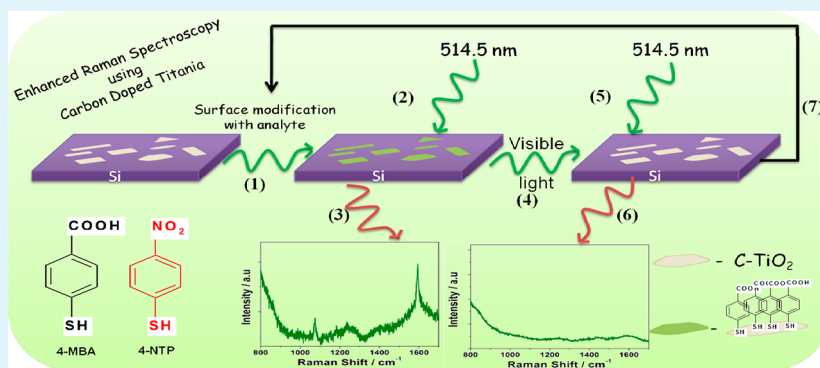 Enhanced Raman Spectroscopy
using
Carbon Doped Titania
Surface modification
with analyte
514.5 nm
514.5 nm
(2)
(5)
(7)
(1)
Visible
light
(4)
Si
Si
Si
(3)
(6)
COOH
SH
4-MBA
NO2
SH
4-NTP
Intensity / a.u
800 1000 1200 1400 1600
Raman Shift / cm-1
Intensity / a.u
800 1000 1200 1400 1600
Raman Shift / cm-1
- C-TiO2
-
COOH
SH SH SH SH